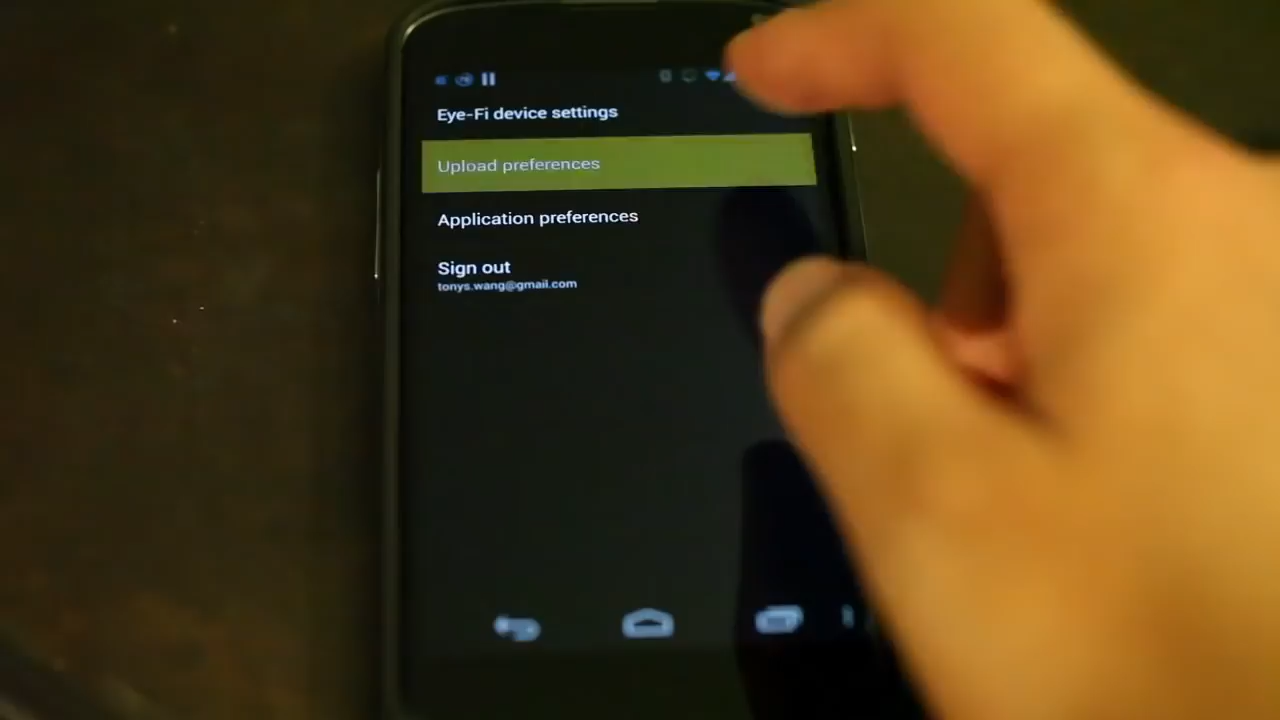 Eye-Fi device settings
Upload preferences
Application preferences
Sign out
tonys.wang@gmail.com